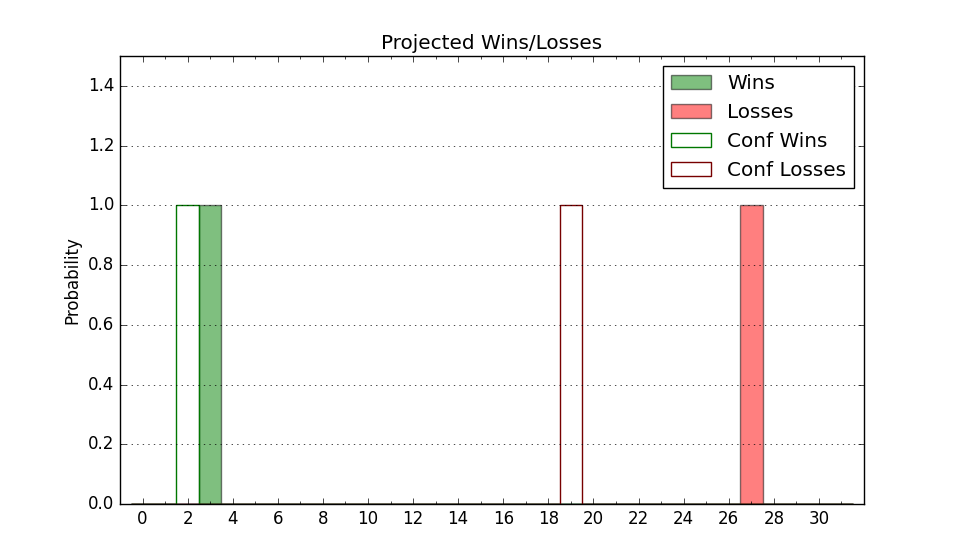 Projected Wins/Losses
Wins
Losses
Conf Wins
Conf Losses
Probability
1.4
1.2
1.0
0.8
0.6
0.4
0.2
0.0
0 2 4 6 8 10 12 14 16 18 20 22 24 26 28 30